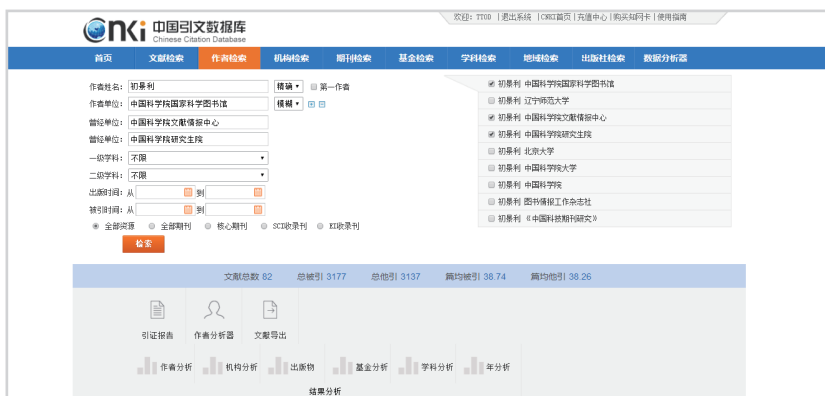 欢迎: TTOD |退出系统 |CNKI首页 |充值中心 |购买知网卡 |使用指南
cnki 中国引文数据库
Chinese Citation Database
首页 文献检索 作者检索 机构检索 期刊检索 基金检索 学科检索 地域检索 出版社检索 数据分析器
作者姓名: 初景利 精确 第一作者
作者单位: 中国科学院国家科学图书馆 模糊
曾经单位: 中国科学院文献情报中心
曾经单位: 中国科学院研究生院
一级学科: 不限
二级学科: 不限
出版时间: 从 到
被引时间: 从 到
全部资源 全部期刊 核心期刊 SCI收录刊 EI收录刊
检索
初景利 中国科学院国家科学图书馆
初景利 辽宁师范大学
初景利 中国科学院文献情报中心
初景利 中国科学院研究生院
初景利 北京大学
初景利 中国科学院大学
初景利 中国科学院
初景利 图书情报工作杂志社
初景利 《中国科技期刊研究》
文献总数 82 总被引 3177 总他引 3137 篇均被引 38.74 篇均他引 38.26
引证报告 作者分析器 文献导出
作者分析 机构分析 出版物 基金分析 学科分析 年分析
结果分析